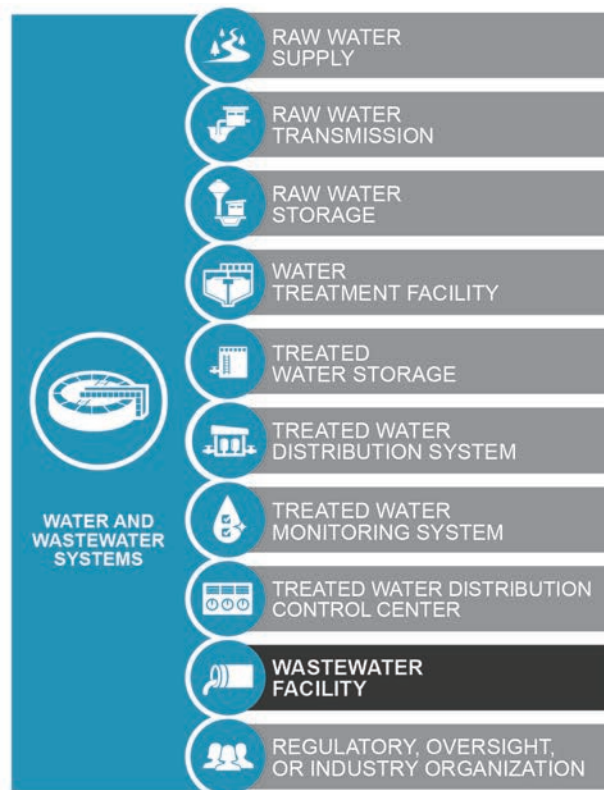 RAW WATER
SUPPLY
RAW WATER
TRANSMISSION
RAW WATER
STORAGE
WATER
TREATMENT FACILITY
TREATED
WATER STORAGE
TREATED WATER
DISTRIBUTION SYSTEM
WATER AND
WASTEWATER
SYSTEMS
TREATED WATER
MONITORING SYSTEM
TREATED WATER DISTRIBUTION
CONTROL CENTER
WASTEWATER
FACILITY
REGULATORY, OVERSIGHT,
OR INDUSTRY ORGANIZATION